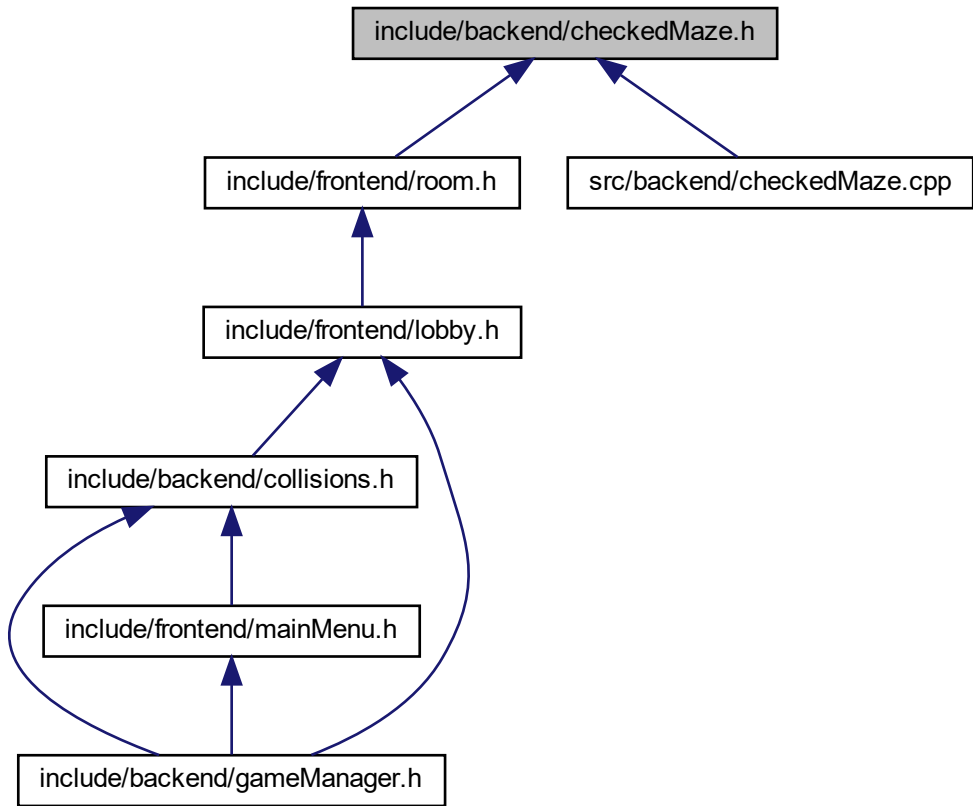 include/backend/checkedMaze.h
include/frontend/room.h
src/backend/checkedMaze.cpp
include/frontend/lobby.h
include/backend/collisions.h
include/frontend/mainMenu.h
include/backend/gameManager.h